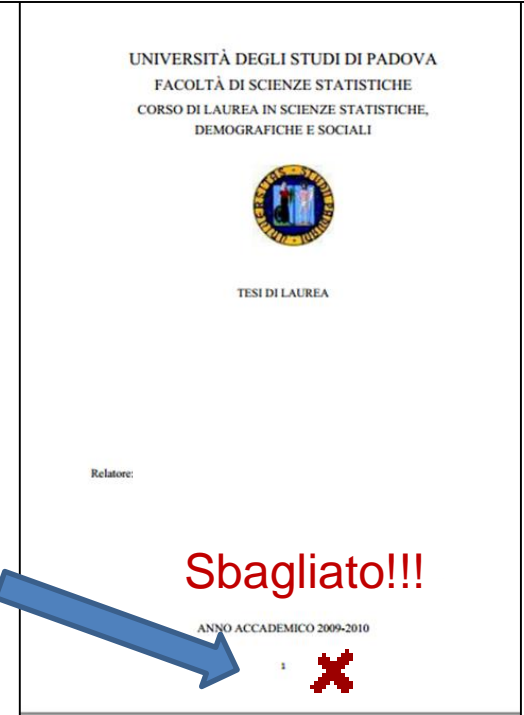 UNIVERSITÀ DEGLI STUDI DI PADOVA
FACOLTÀ DI SCIENZE STATISTICHE
CORSO DI LAUREA IN SCIENZE STATISTICHE,
DEMOGRAFICHE E SOCIALI
TESI DI LAUREA
Relatore:
Sbagliato!!!
ANNO ACCADEMICO 2009-2010
1